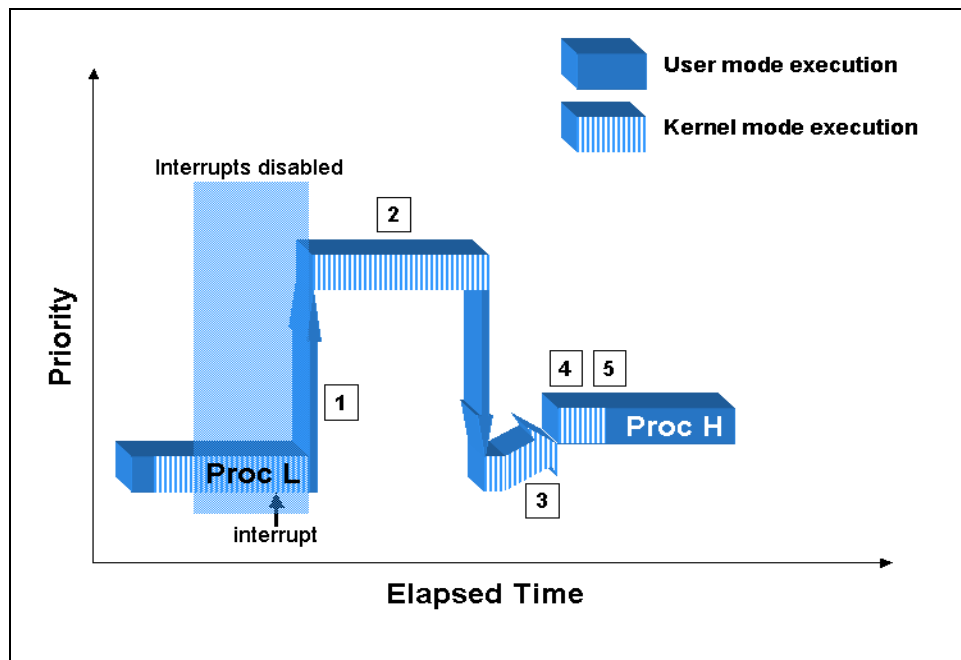 User mode execution
Kernel mode execution
Interrupts disabled
2
Priority
1
4
5
Proc H
Proc L
3
interrupt
Elapsed Time